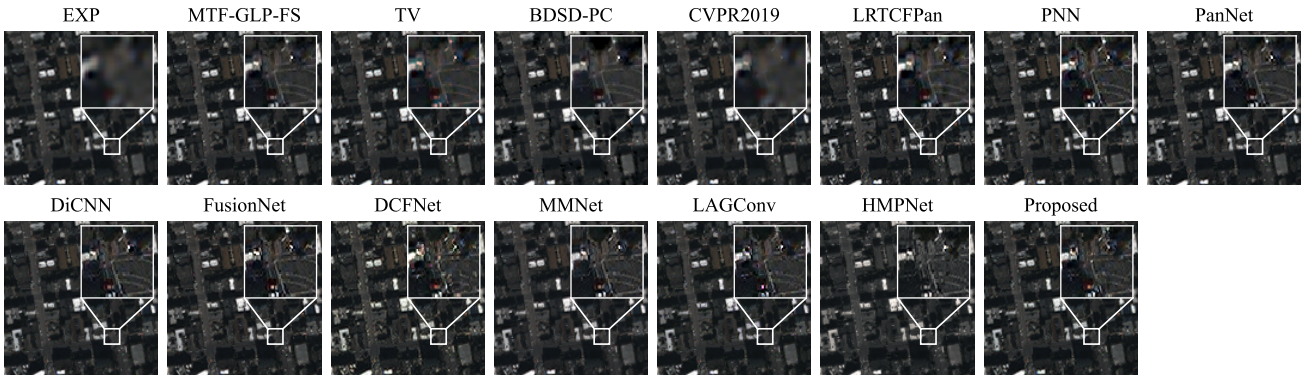 EXP MTF-GLP-FS TV BDSD-PC CVPR2019 LRTCFPan PNN PanNet
DiCNN FusionNet DCFNet MMNet LAGConv HMPNet Proposed